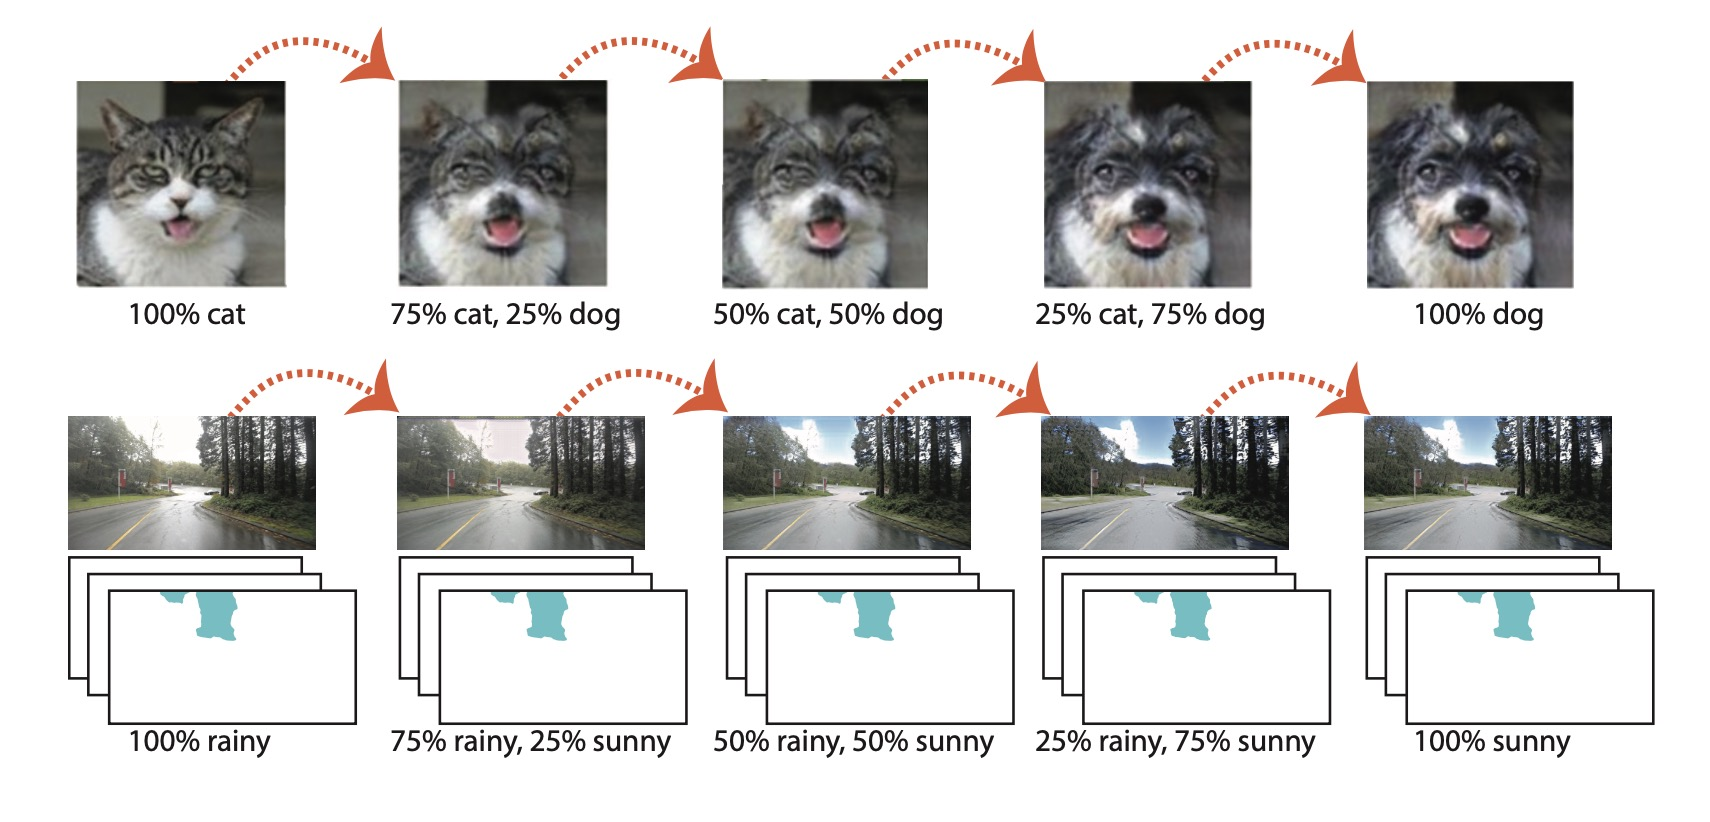 100% cat
75% cat, 25% dog
50% cat, 50% dog
25% cat, 75% dog
100% dog
100% rainy
75% rainy, 25% sunny
50% rainy, 50% sunny
25% rainy, 75% sunny
100% sunny